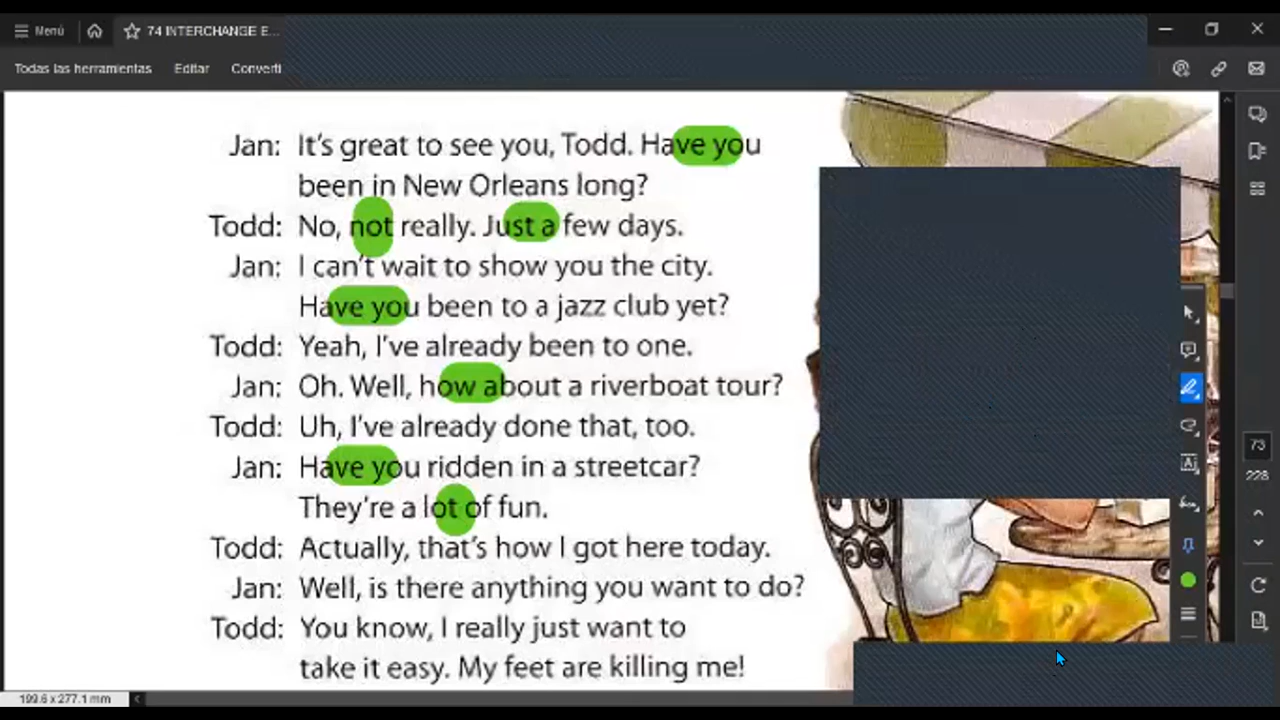 Menú
74 INTERCHANGE E...
Todas las herramientas Editar Converti
Jan: It's great to see you, Todd. Have you
been in New Orleans long?
Todd: No, not really. Just a few days.
Jan: I can't wait to show you the city.
Have you been to a jazz club yet?
Todd: Yeah, I've already been to one.
Jan: Oh. Well, how about a riverboat tour?
Todd: Uh, I've already done that, too.
Jan: Have you ridden in a streetcar?
They're a lot of fun.
Todd: Actually, that's how I got here today.
Jan: Well, is there anything you want to do?
Todd: You know, I really just want to
take it easy. My feet are killing me!
73
228
199.6 x 277.1 mm